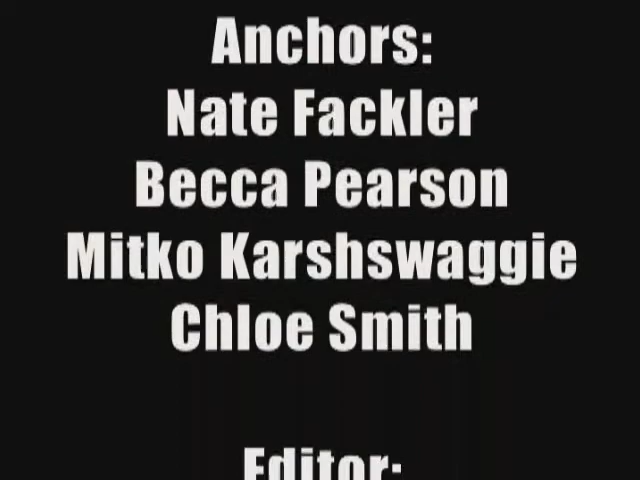 Anchors:
Nate Fackler
Becca Pearson
Mitko Karshswaggie
Chloe Smith
Editor: